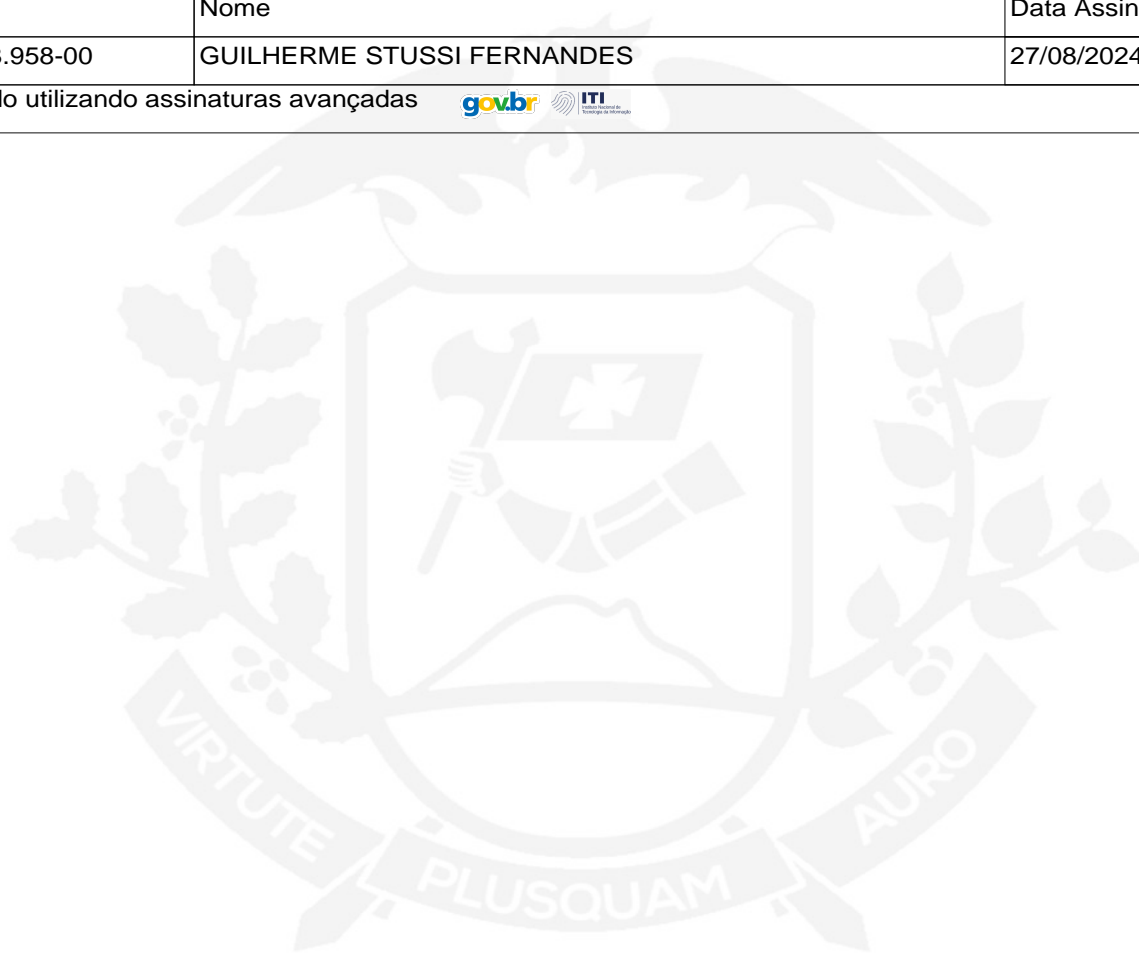 Nome Data Assin
.958-00 GUILHERME STUSSI FERNANDES 27/08/2024
do utilizando assinaturas avançadas gov.br ITI
VIRTUTE PLUSQUAM AURO